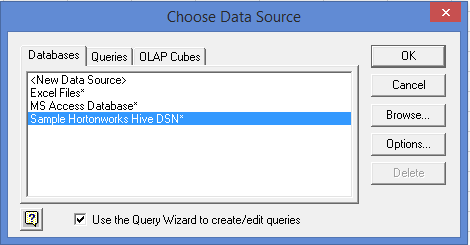 Choose Data Source
Databases Queries OLAP Cubes
<New Data Source>
Excel Files*
MS Access Database*
Sample Hortonworks Hive DSN*
OK
Cancel
Browse...
Options...
Delete
Use the Query Wizard to create/edit queries